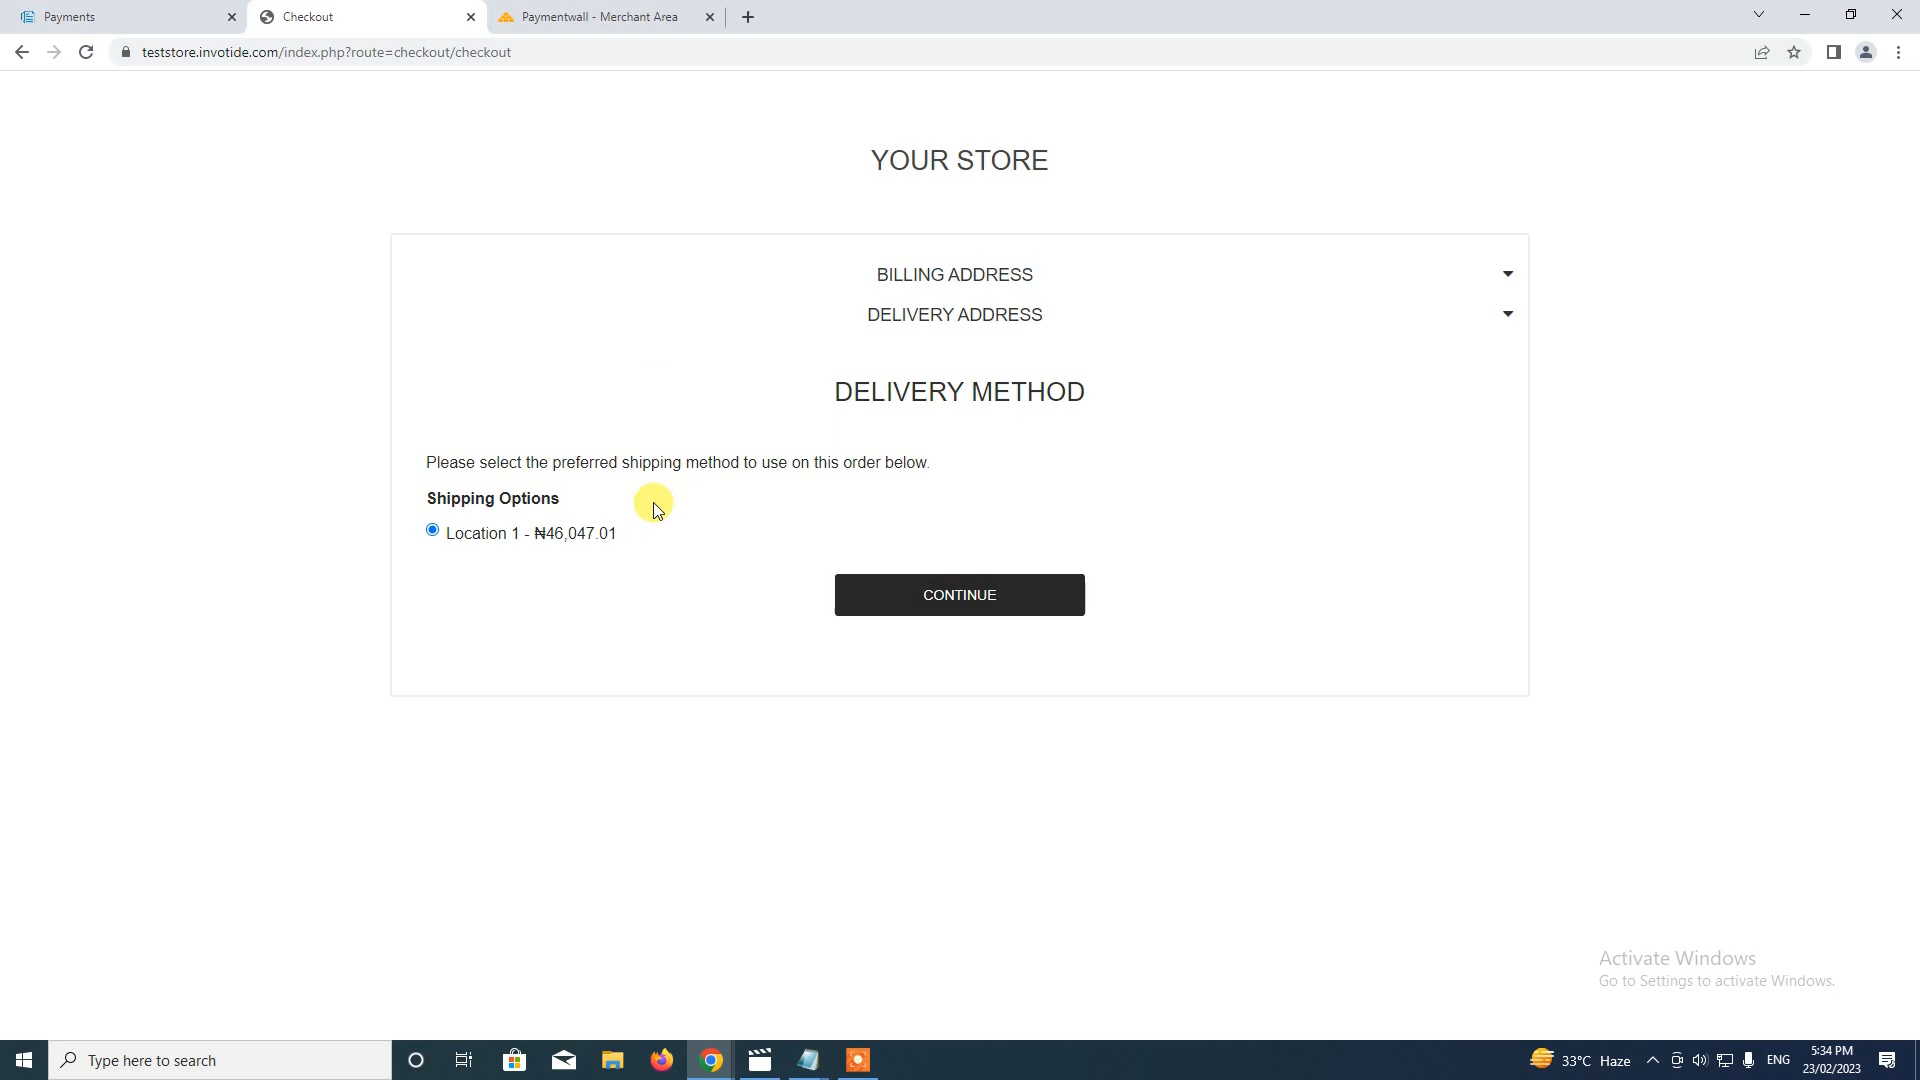 Payments
Checkout
Paymentwall - Merchant Area
teststore.invotide.com/index.php?route=checkout/checkout
YOUR STORE
BILLING ADDRESS
DELIVERY ADDRESS
DELIVERY METHOD
Please select the preferred shipping method to use on this order below.
Shipping Options
Location 1 - ₦46,047.01
CONTINUE
Activate Windows
Go to Settings to activate Windows.
Type here to search
33°C Haze
ENG
5:34 PM
23/02/2023